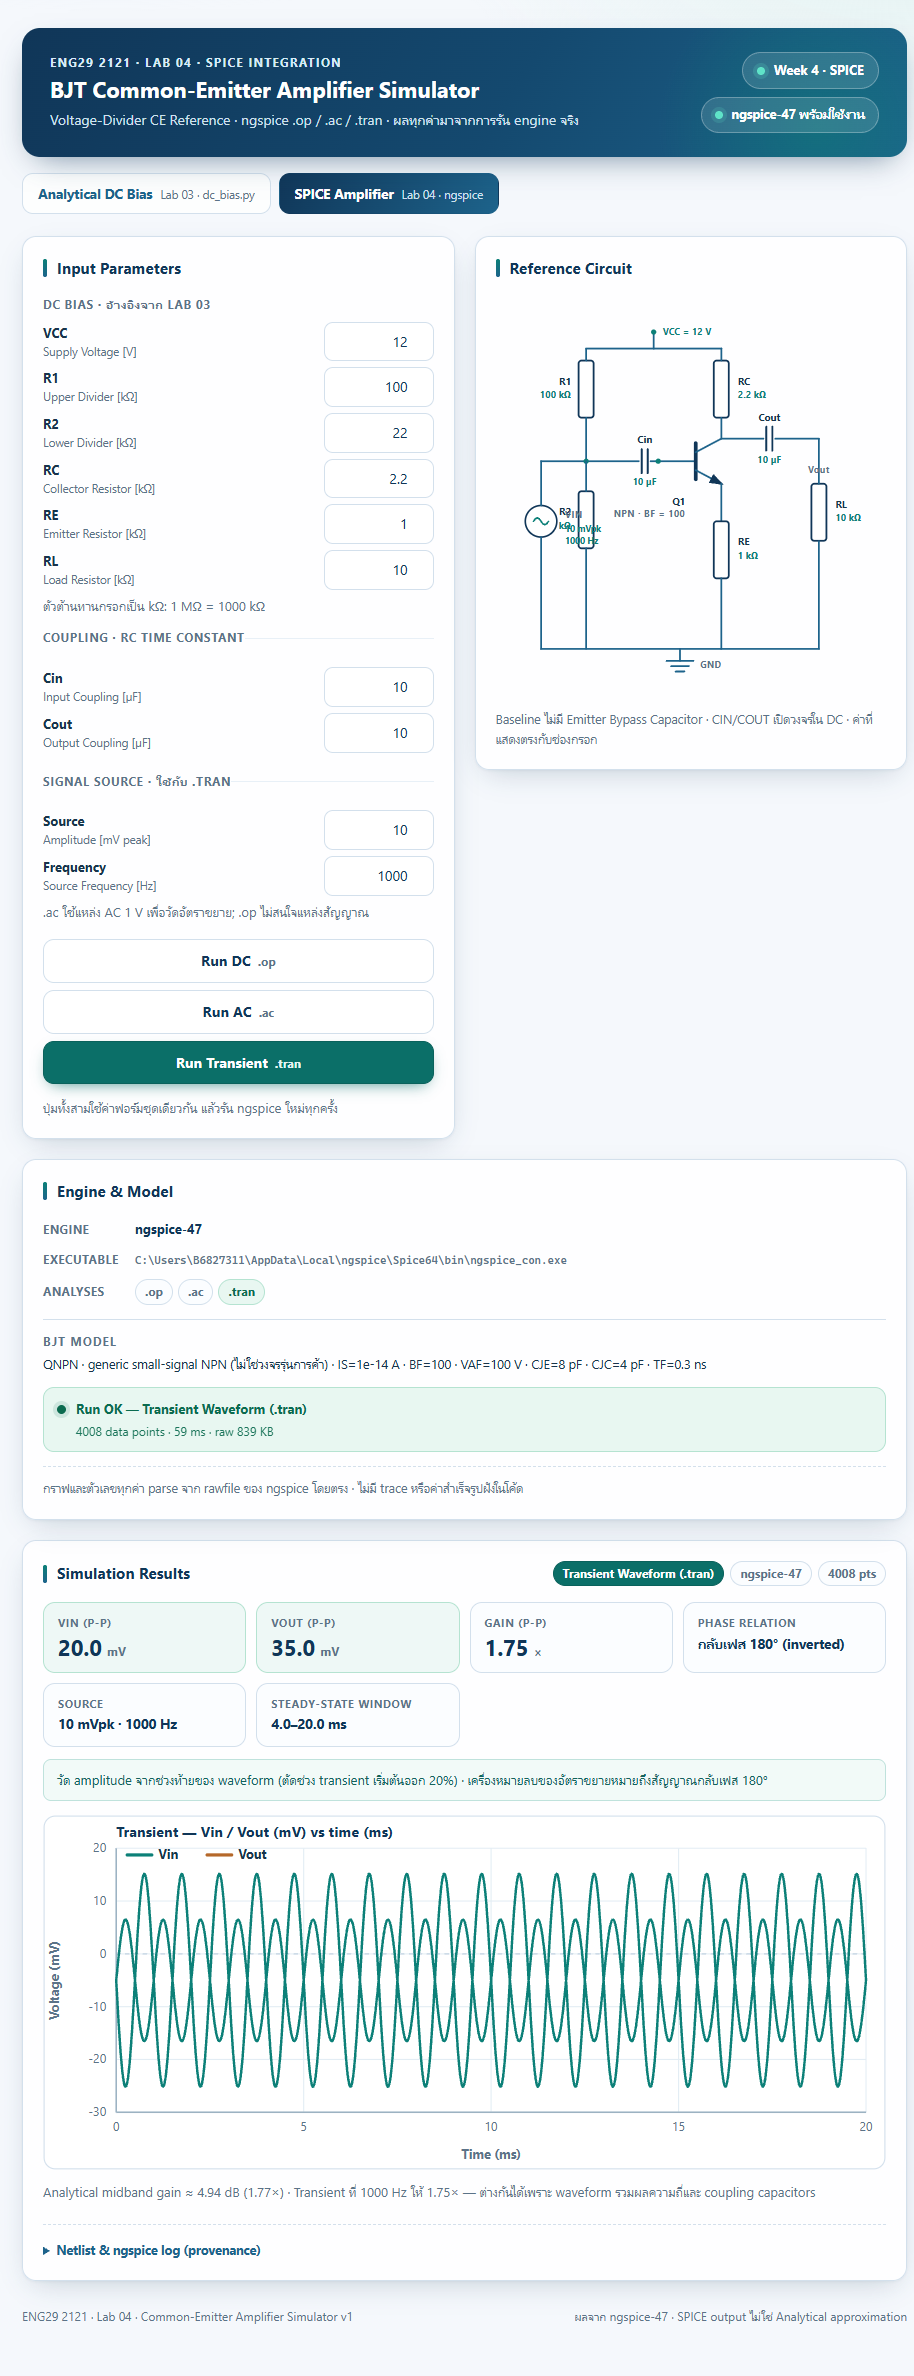 ENG29 2121 · LAB 04 · SPICE INTEGRATION
BJT Common-Emitter Amplifier Simulator
Voltage-Divider CE Reference · ngspice .op / .ac / .tran · ผลทุกค่ามาจากการรัน engine จริง
Week 4 · SPICE
ngspice-47 พร้อมใช้งาน
Analytical DC Bias Lab 03 · dc_bias.py
SPICE Amplifier Lab 04 · ngspice
Input Parameters
DC BIAS · อ้างอิงจาก LAB 03
VCC
Supply Voltage [V]
12
R1
Upper Divider [kΩ]
100
R2
Lower Divider [kΩ]
22
RC
Collector Resistor [kΩ]
2.2
RE
Emitter Resistor [kΩ]
1
RL
Load Resistor [kΩ]
10
ตัวต้านทานกรอกเป็น kΩ: 1 MΩ = 1000 kΩ
COUPLING · RC TIME CONSTANT
Cin
Input Coupling [µF]
10
Cout
Output Coupling [µF]
10
SIGNAL SOURCE · ใช้กับ .TRAN
Source
Amplitude [mV peak]
10
Frequency
Source Frequency [Hz]
1000
.ac ใช้แหล่ง AC 1 V เพื่อวัดอัตราขยาย; .op ไม่สนใจแหล่งสัญญาณ
Run DC .op
Run AC .ac
Run Transient .tran
ปุ่มทั้งสามใช้ค่าฟอร์มชุดเดียวกัน แล้วรัน ngspice ใหม่ทุกครั้ง
Reference Circuit
VCC = 12 V
R1
100 kΩ
RC
2.2 kΩ
Cout
10 µF
Cin
10 µF
Vout
RL
10 kΩ
Q1
NPN · BF = 100
R2
kΩ
VIN
10 mVpk
1000 Hz
RE
1 kΩ
GND
Baseline ไม่มี Emitter Bypass Capacitor · CIN/COUT เปิดวงจรใน DC · ค่าที่
แสดงตรงกับช่องกรอก
Engine & Model
ENGINE ngspice-47
EXECUTABLE C:\Users\B6827311\AppData\Local\ngspice\Spice64\bin\ngspice_con.exe
ANALYSES .op .ac .tran
BJT MODEL
QNPN · generic small-signal NPN (ไม่ใช่วงจรรุ่นการค้า) · IS=1e-14 A · BF=100 · VAF=100 V · CJE=8 pF · CJC=4 pF · TF=0.3 ns
Run OK — Transient Waveform (.tran)
4008 data points · 59 ms · raw 839 KB
กราฟและตัวเลขทุกค่า parse จาก rawfile ของ ngspice โดยตรง · ไม่มี trace หรือค่าสำเร็จรูปฝังในโค้ด
Simulation Results
Transient Waveform (.tran) ngspice-47 4008 pts
VIN (P-P)
20.0 mV
VOUT (P-P)
35.0 mV
GAIN (P-P)
1.75 ×
PHASE RELATION
กลับเฟส 180° (inverted)
SOURCE
10 mVpk · 1000 Hz
STEADY-STATE WINDOW
4.0–20.0 ms
วัด amplitude จากช่วงท้ายของ waveform (ตัดช่วง transient เริ่มต้นออก 20%) · เครื่องหมายลบของอัตราขยายหมายถึงสัญญาณกลับเฟส 180°
Transient — Vin / Vout (mV) vs time (ms)
Vin Vout
20
10
0
-10
-20
-30
Voltage (mV)
0 5 10 15 20
Time (ms)
Analytical midband gain ≈ 4.94 dB (1.77×) · Transient ที่ 1000 Hz ให้ 1.75× — ต่างกันได้เพราะ waveform รวมผลความถี่และ coupling capacitors
Netlist & ngspice log (provenance)
ENG29 2121 · Lab 04 · Common-Emitter Amplifier Simulator v1
ผลจาก ngspice-47 · SPICE output ไม่ใช่ Analytical approximation